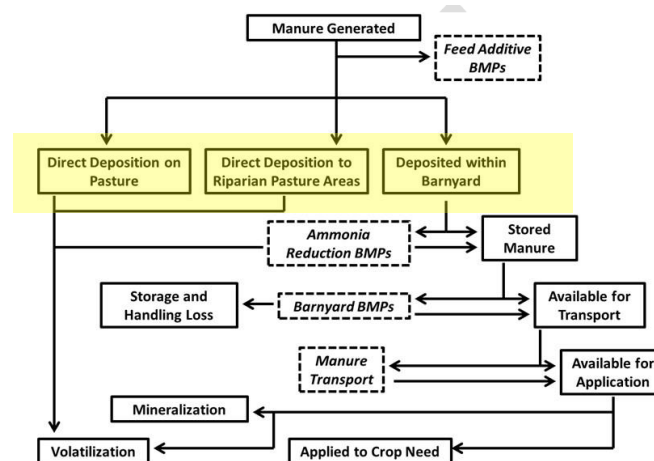 Manure Generated
Feed Additive
BMPs
Direct Deposition on
Pasture
Direct Deposition to
Riparian Pasture Areas
Deposited within
Barnyard
Ammonia
Reduction BMPs
Stored
Manure
Storage and
Handling Loss
Barnyard BMPs
Available for
Transport
Manure
Transport
Available for
Application
Mineralization
Volatilization
Applied to Crop Need